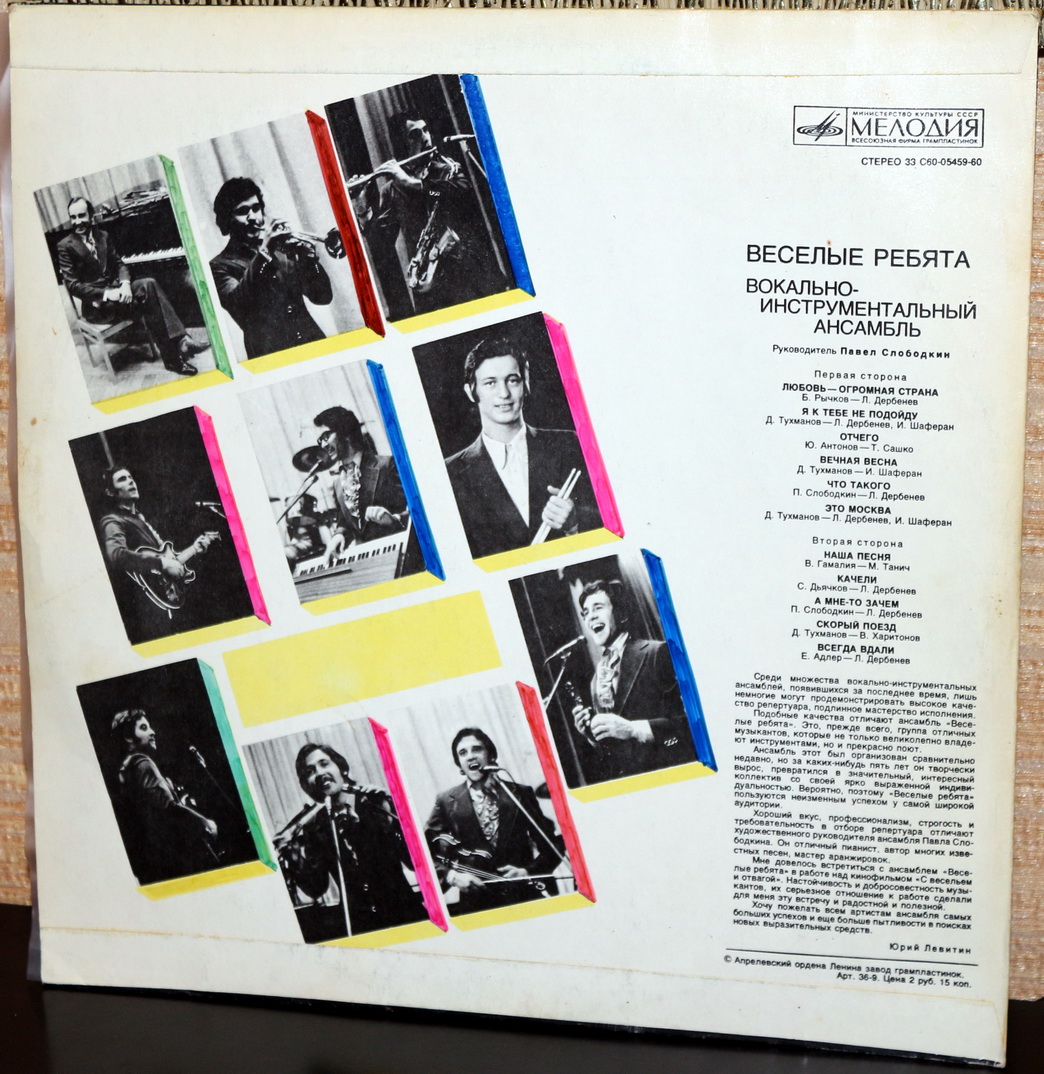 МИНИСТЕРСТВО КУЛЬТУРЫ СССР
МЕЛОДИЯ
ВСЕСОЮЗНАЯ ФИРМА ГРАМПЛАСТИНОК
СТЕРЕО 33 С60-05459-60
ВЕСЕЛЫЕ РЕБЯТА
ВОКАЛЬНО-
ИНСТРУМЕНТАЛЬНЫЙ
АНСАМБЛЬ
Руководитель Павел Слободкин
Первая сторона
ЛЮБОВЬ — ОГРОМНАЯ СТРАНА
Б. Рычков — Л. Дербенев
Я К ТЕБЕ НЕ ПОДОЙДУ
Д. Тухманов — Л. Дербенев, И. Шаферан
ОТЧЕГО
Ю. Антонов — Т. Сашко
ВЕЧНАЯ ВЕСНА
Д. Тухманов — И. Шаферан
ЧТО ТАКОГО
П. Слободкин — Л. Дербенев
ЭТО МОСКВА
Д. Тухманов — Л. Дербенев, И. Шаферан
Вторая сторона
НАША ПЕСНЯ
В. Гамалия — М. Танич
КАЧЕЛИ
С. Дьячков — Л. Дербенев
А МНЕ-ТО ЗАЧЕМ
П. Слободкин — Л. Дербенев
СКОРЫЙ ПОЕЗД
Д. Тухманов — В. Харитонов
ВСЕГДА ВДАЛИ
Е. Адлер — Л. Дербенев
Среди множества вокально-инструментальных
ансамблей, появившихся за последнее время, лишь
немногие могут продемонстрировать высокое каче-
ство репертуара, подлинное мастерство исполнения.
Подобные качества отличают ансамбль «Весе-
лые ребята». Это, прежде всего, группа отличных
музыкантов, которые не только великолепно владе-
ют инструментами, но и прекрасно поют.
Ансамбль этот был организован сравнительно
недавно, но за каких-нибудь пять лет он творчески
вырос, превратился в значительный, интересный
коллектив со своей ярко выраженной индиви-
дуальностью. Вероятно, поэтому «Веселые ребята»
пользуются неизменным успехом у самой широкой
аудитории.
Хороший вкус, профессионализм, строгость и
требовательность в отборе репертуара отличают
художественного руководителя ансамбля Павла Сло-
бодкина. Он отличный пианист, автор многих изве-
стных песен, мастер аранжировок.
Мне довелось встретиться с ансамблем «Весе-
лые ребята» в работе над кинофильмом «С весельем
и отвагой». Настойчивость и добросовестность музы-
кантов, их серьезное отношение к работе сделали
для меня эту встречу и радостной и полезной.
Хочу пожелать всем артистам ансамбля самых
больших успехов и еще больше пытливости в поисках
новых выразительных средств.
Юрий Левитин
© Апрелевский ордена Ленина завод грампластинок.
Арт. 36-9. Цена 2 руб. 15 коп.